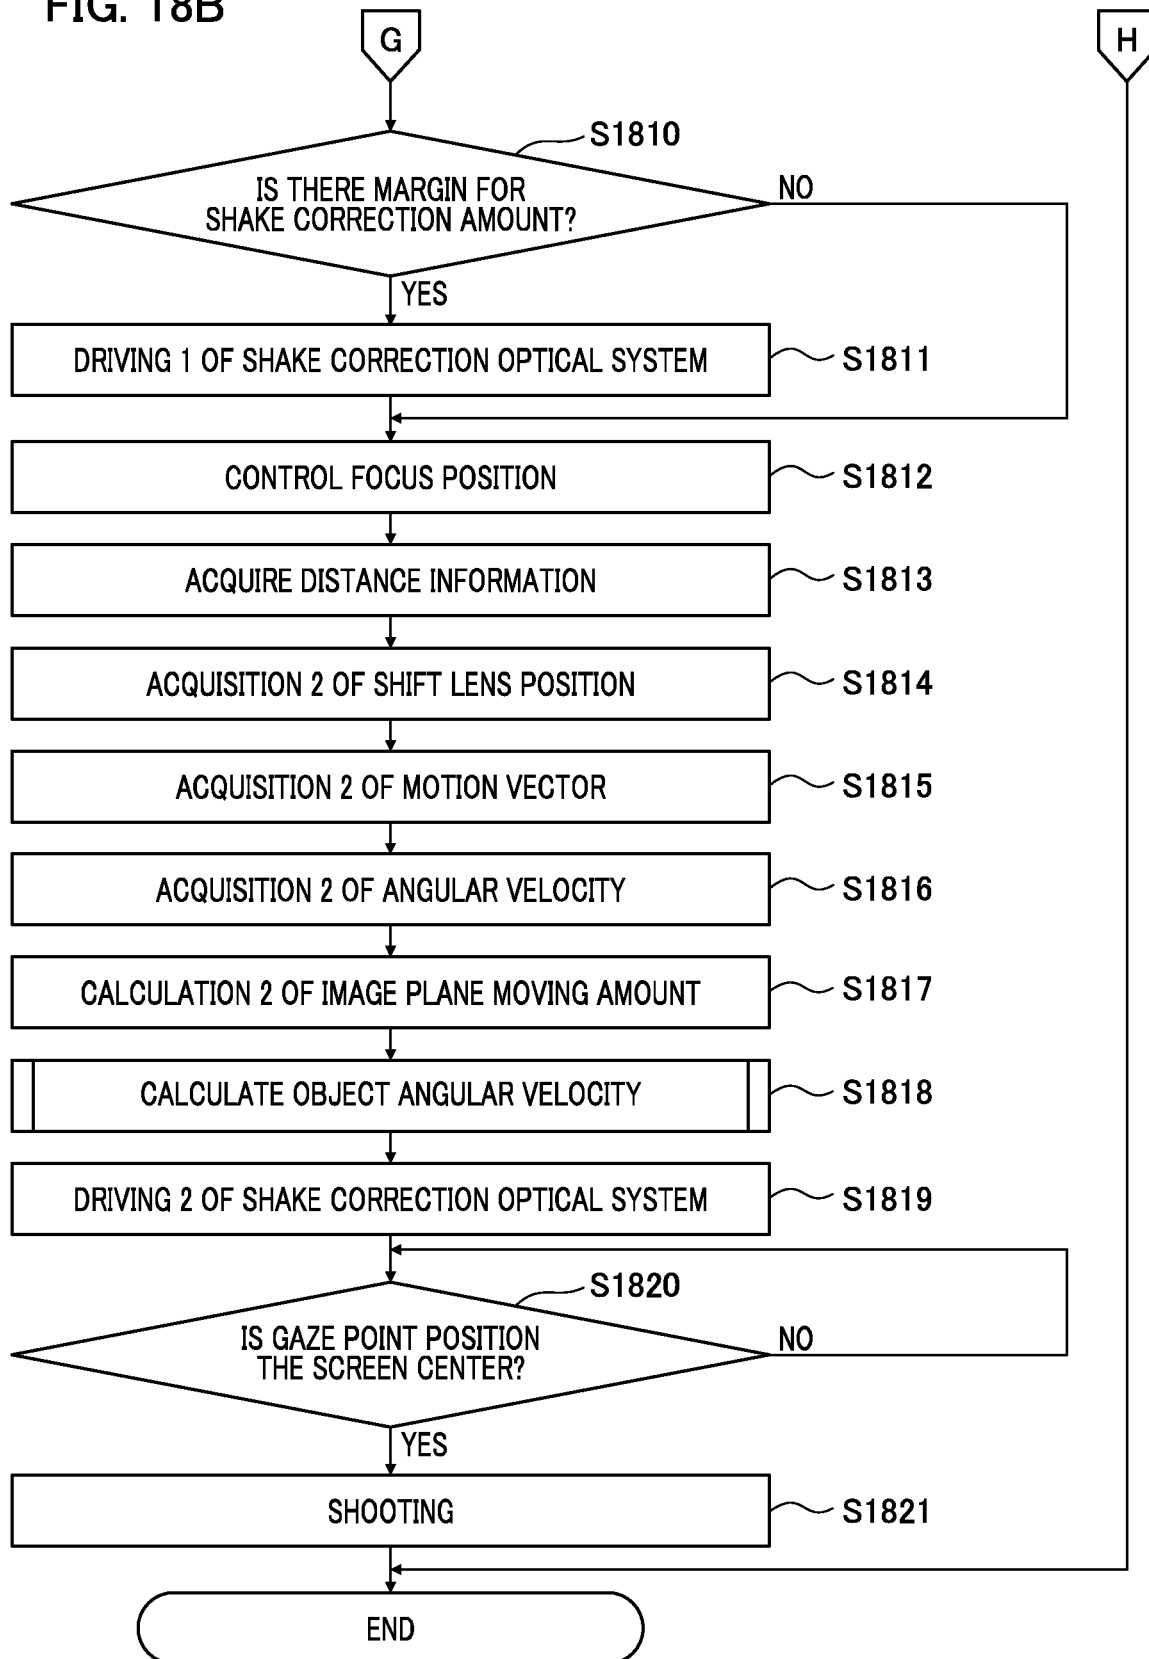 FIG. 18B
G
H
S1810
IS THERE MARGIN FOR
SHAKE CORRECTION AMOUNT?
NO
YES
DRIVING 1 OF SHAKE CORRECTION OPTICAL SYSTEM
S1811
CONTROL FOCUS POSITION
S1812
ACQUIRE DISTANCE INFORMATION
S1813
ACQUISITION 2 OF SHIFT LENS POSITION
S1814
ACQUISITION 2 OF MOTION VECTOR
S1815
ACQUISITION 2 OF ANGULAR VELOCITY
S1816
CALCULATION 2 OF IMAGE PLANE MOVING AMOUNT
S1817
CALCULATE OBJECT ANGULAR VELOCITY
S1818
DRIVING 2 OF SHAKE CORRECTION OPTICAL SYSTEM
S1819
S1820
IS GAZE POINT POSITION
THE SCREEN CENTER?
NO
YES
SHOOTING
S1821
END